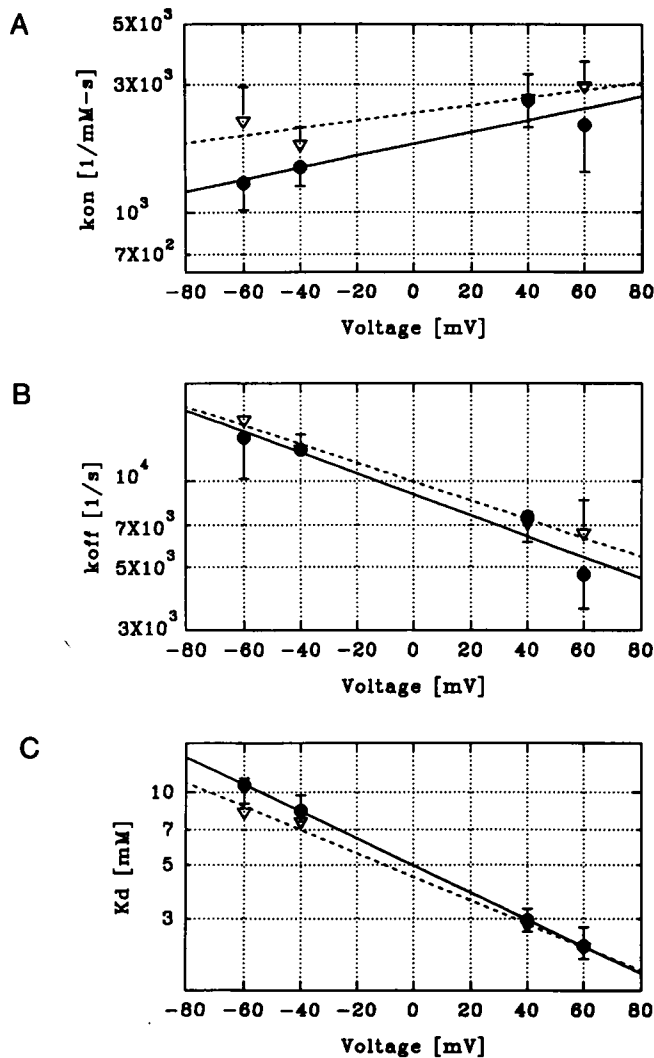 A
5X10³
3X10³
10³
7X10²
kon [1/mM-s]
-80 -60 -40 -20 0 20 40 60 80
Voltage [mV]
B
10⁴
7X10³
5X10³
3X10³
koff [1/s]
-80 -60 -40 -20 0 20 40 60 80
Voltage [mV]
C
10
7
5
3
Kd [mM]
-80 -60 -40 -20 0 20 40 60 80
Voltage [mV]